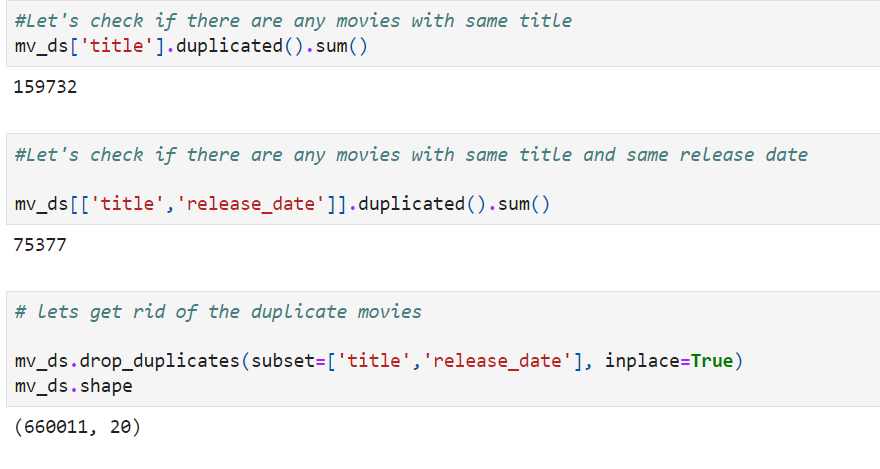 #Let's check if there are any movies with same title
mv_ds['title'].duplicated().sum()
159732
#Let's check if there are any movies with same title and same release date
mv_ds[['title','release_date']].duplicated().sum()
75377
# lets get rid of the duplicate movies
mv_ds.drop_duplicates(subset=['title','release_date'], inplace=True)
mv_ds.shape
(660011, 20)